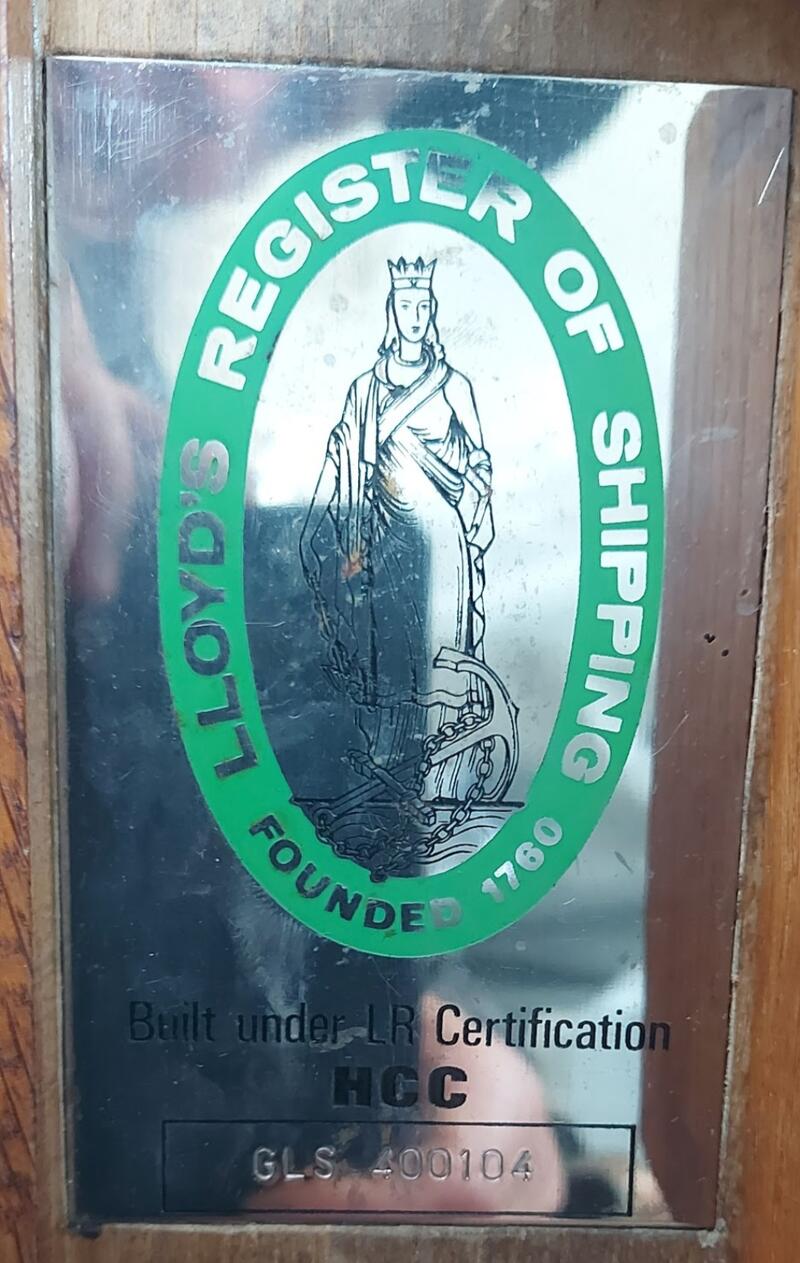 LLOYD'S REGISTER OF SHIPPING
FOUNDED 1760
Built under LR Certification
HCC
GLS 400104